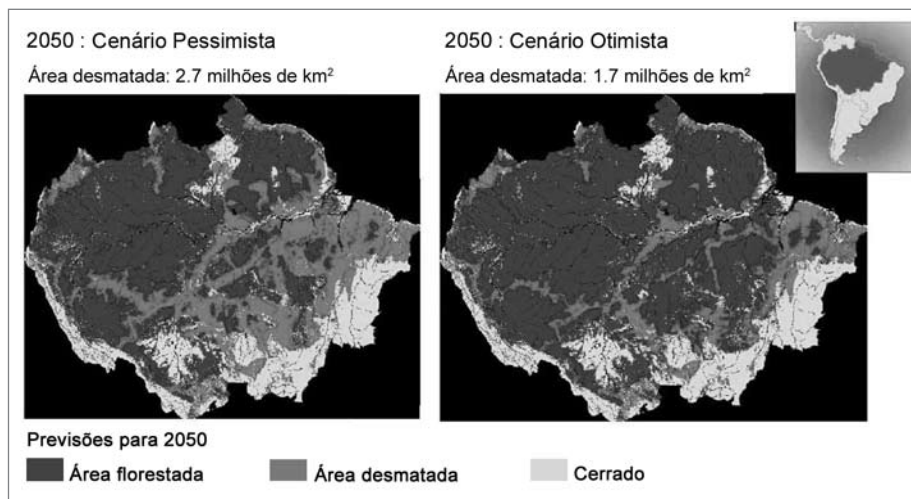 2050 : Cenário Pessimista
Área desmatada: 2.7 milhões de km²
2050 : Cenário Otimista
Área desmatada: 1.7 milhões de km²
Previsões para 2050
Área florestada
Área desmatada
Cerrado